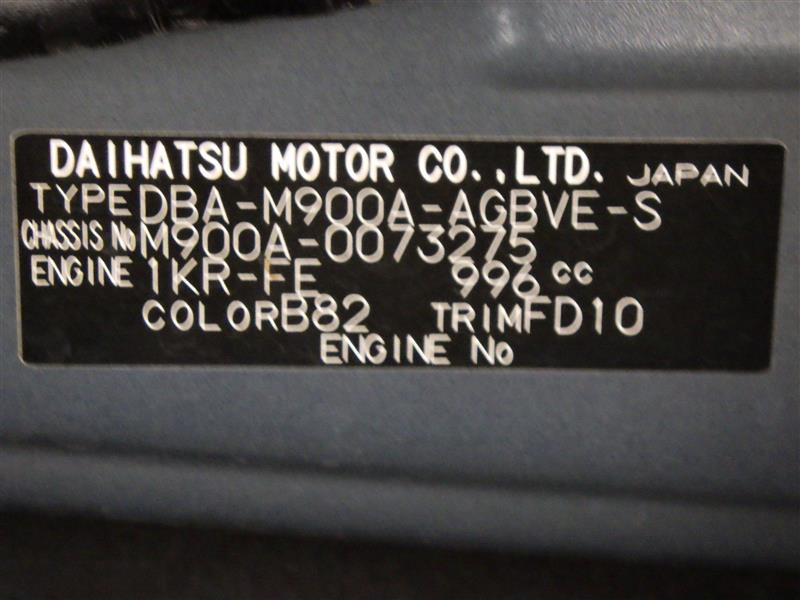 DAIHATSU MOTOR CO.,LTD. JAPAN
TYPE DBA-M900A-AGBVE-S
CHASSIS No M900A-0073275
ENGINE 1KR-FE 996 cc
COLOR B82 TRIM FD10
ENGINE No